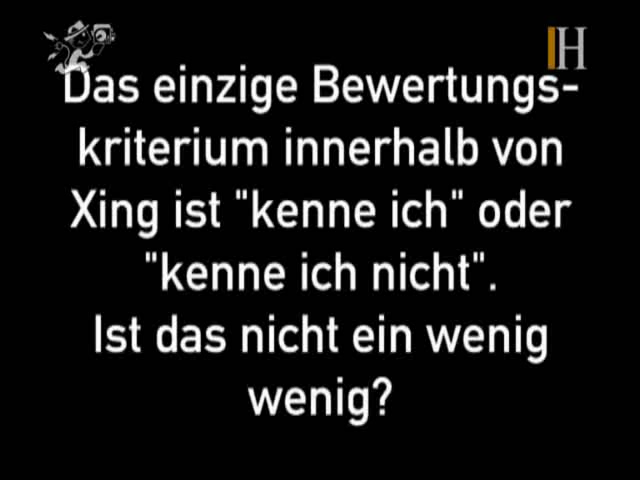 IH
Das einzige Bewertungs-
kriterium innerhalb von
Xing ist "kenne ich" oder
"kenne ich nicht".
Ist das nicht ein wenig
wenig?